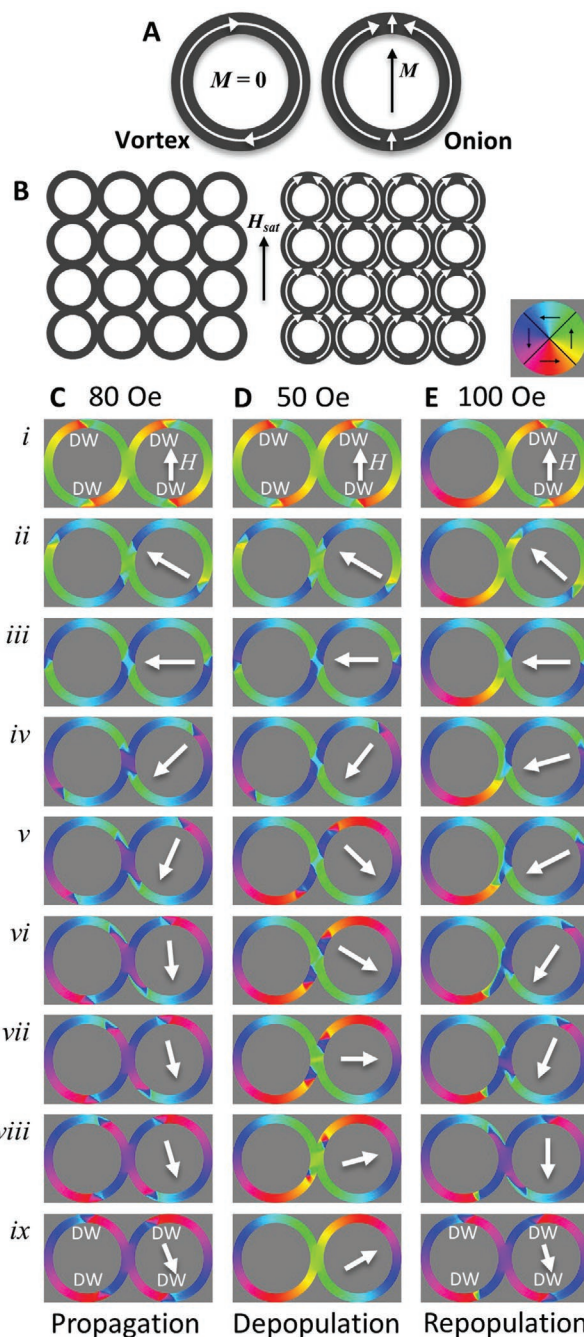 A
M = 0
M
Vortex
Onion
B
H_sat
C 80 Oe D 50 Oe E 100 Oe
i
DW DW DW DW DW
H H H
DW DW DW DW DW
ii
iii
iv
v
vi
vii
viii
ix
DW DW DW DW
DW DW DW DW
Propagation Depopulation Repopulation